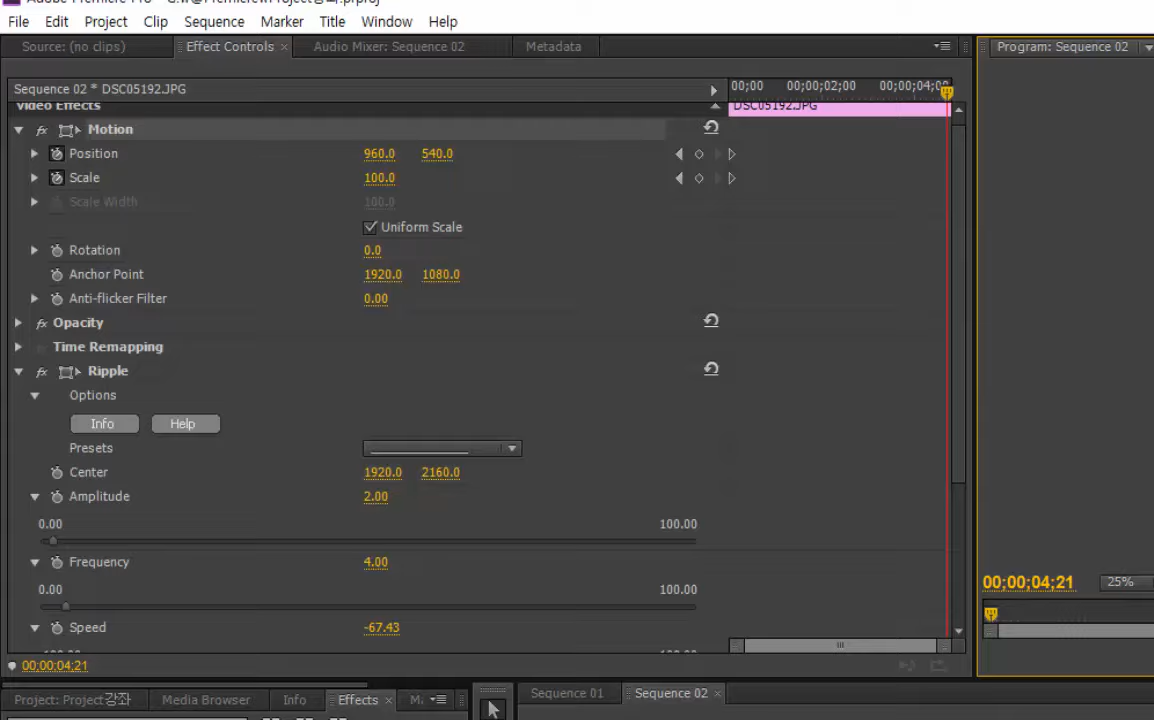 File Edit Project Clip Sequence Marker Title Window Help
Source: (no clips) Effect Controls × Audio Mixer: Sequence 02 Metadata Program: Sequence 02
Sequence 02 * DSC05192.JPG 00;00 00;00;02;00 00;00;04;00
Video Effects DSC05192.JPG
fx Motion
Position 960.0 540.0
Scale 100.0
Scale Width 100.0
Uniform Scale
Rotation 0.0
Anchor Point 1920.0 1080.0
Anti-flicker Filter 0.00
fx Opacity
Time Remapping
fx Ripple
Options
Info Help
Presets
Center 1920.0 2160.0
Amplitude 2.00
0.00 100.00
Frequency 4.00
00;00;04;21 25%
0.00 100.00
Speed -67.43
00;00;04;21
Project: Project강좌 Media Browser Info Effects × Sequence 01 Sequence 02 ×